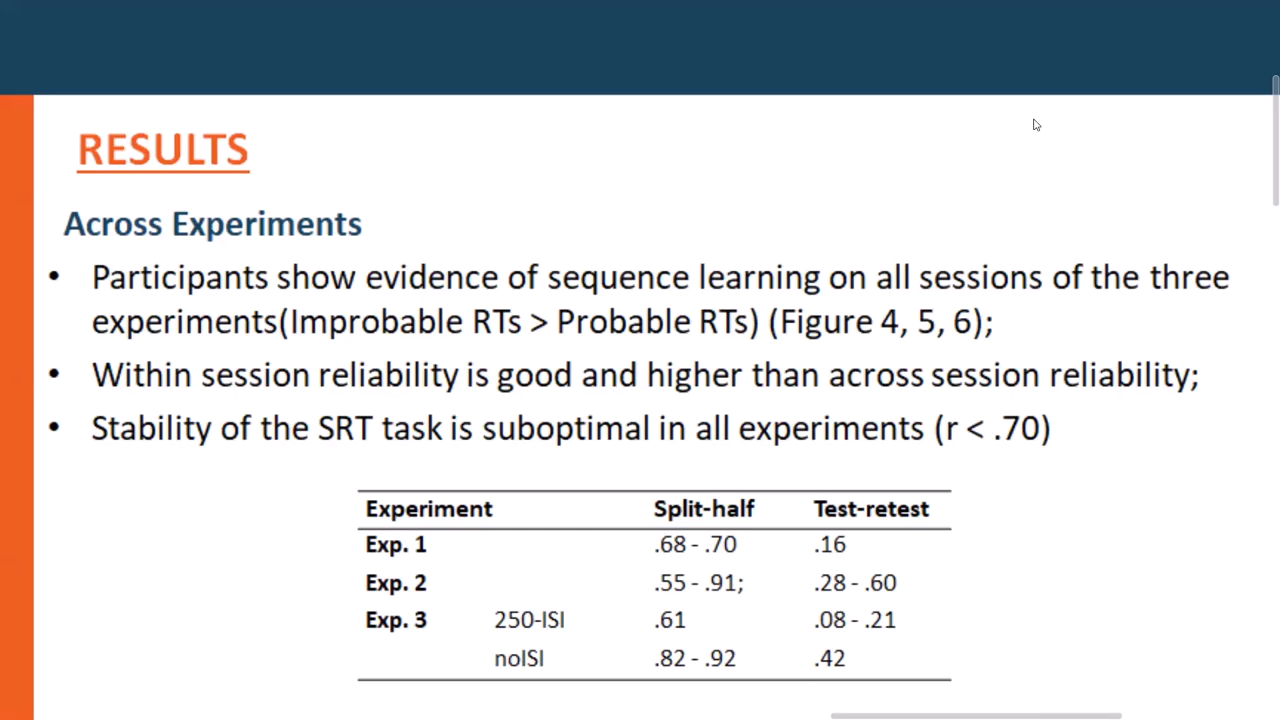 RESULTS
Across Experiments
• Participants show evidence of sequence learning on all sessions of the three
experiments(Improbable RTs > Probable RTs) (Figure 4, 5, 6);
• Within session reliability is good and higher than across session reliability;
• Stability of the SRT task is suboptimal in all experiments (r < .70)
Experiment Split-half Test-retest
Exp. 1 .68 - .70 .16
Exp. 2 .55 - .91; .28 - .60
Exp. 3 250-ISI .61 .08 - .21
noISI .82 - .92 .42